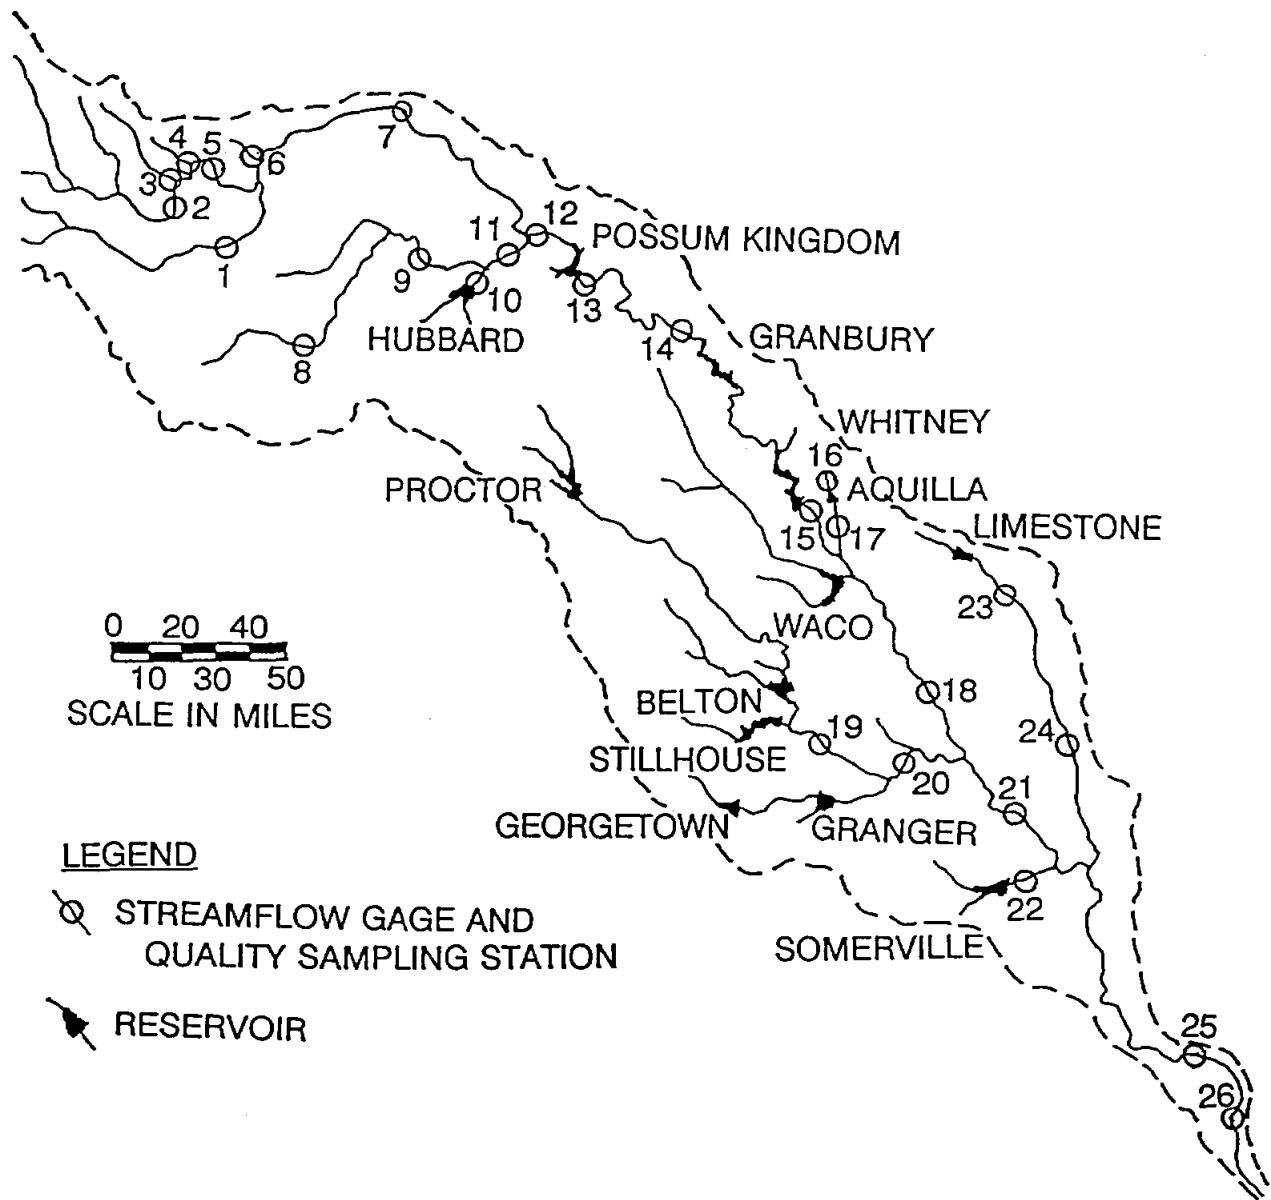 4 5
7
3
6
2
1
11 12
POSSUM KINGDOM
9
10
13
HUBBARD
8
14
GRANBURY
WHITNEY
16
PROCTOR
AQUILLA
15 17
LIMESTONE
23
WACO
0 20 40
10 30 50
SCALE IN MILES
BELTON
18
19
24
STILLHOUSE
20
21
GEORGETOWN
GRANGER
LEGEND
22
STREAMFLOW GAGE AND
QUALITY SAMPLING STATION
SOMERVILLE
RESERVOIR
25
26